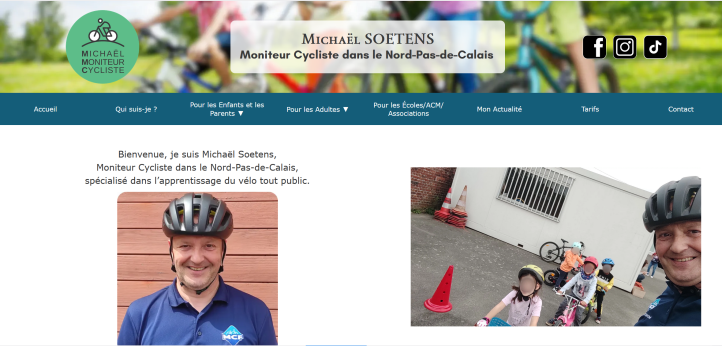 MICHAËL
MONITEUR
CYCLISTE
Michaël SOETENS
Moniteur Cycliste dans le Nord-Pas-de-Calais
Accueil
Qui suis-je ?
Pour les Enfants et les
Parents ▼
Pour les Adultes ▼
Pour les Écoles/ACM/
Associations
Mon Actualité
Tarifs
Contact
Bienvenue, je suis Michaël Soetens,
Moniteur Cycliste dans le Nord-Pas-de-Calais,
spécialisé dans l'apprentissage du vélo tout public.
MCF